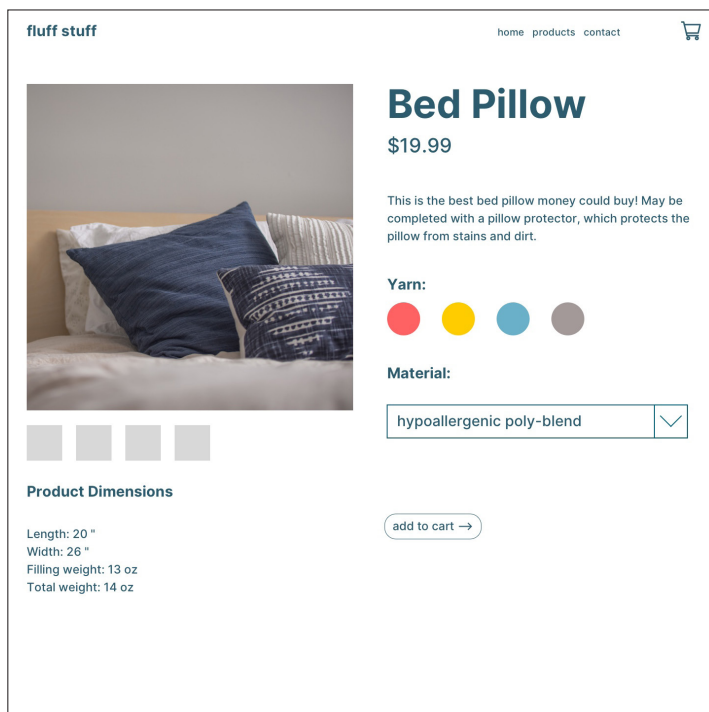 fluff stuff
home products contact
Bed Pillow
$19.99
This is the best bed pillow money could buy! May be
completed with a pillow protector, which protects the
pillow from stains and dirt.
Yarn:
Material:
hypoallergenic poly-blend
add to cart →
Product Dimensions
Length: 20 "
Width: 26 "
Filling weight: 13 oz
Total weight: 14 oz